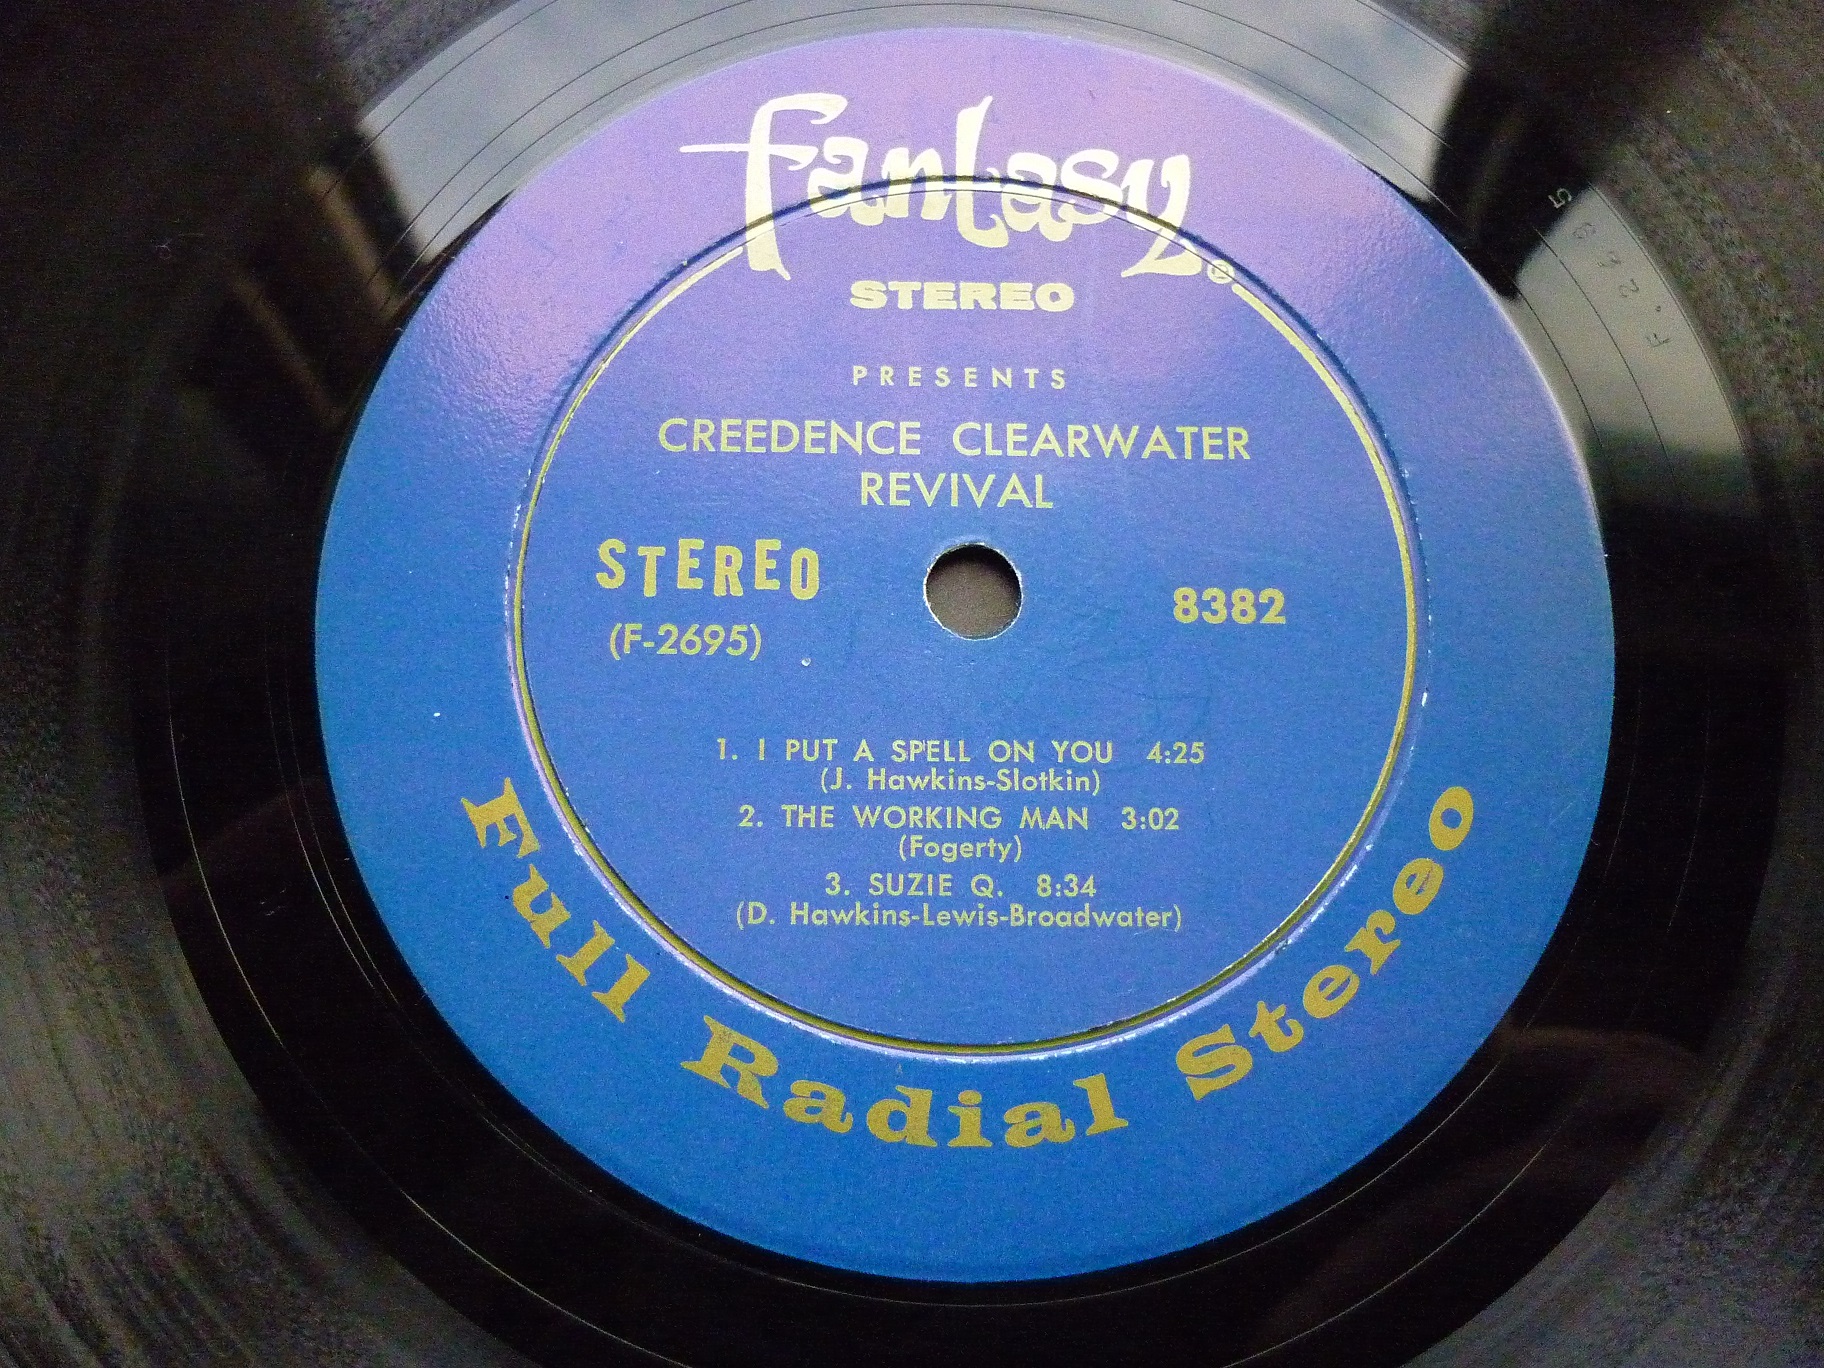 Fantasy
STEREO
PRESENTS
CREEDENCE CLEARWATER
REVIVAL
STEREO
8382
(F-2695)
1. I PUT A SPELL ON YOU 4:25
(J. Hawkins-Slotkin)
2. THE WORKING MAN 3:02
(Fogerty)
3. SUZIE Q. 8:34
(D. Hawkins-Lewis-Broadwater)
Full Radial Stereo